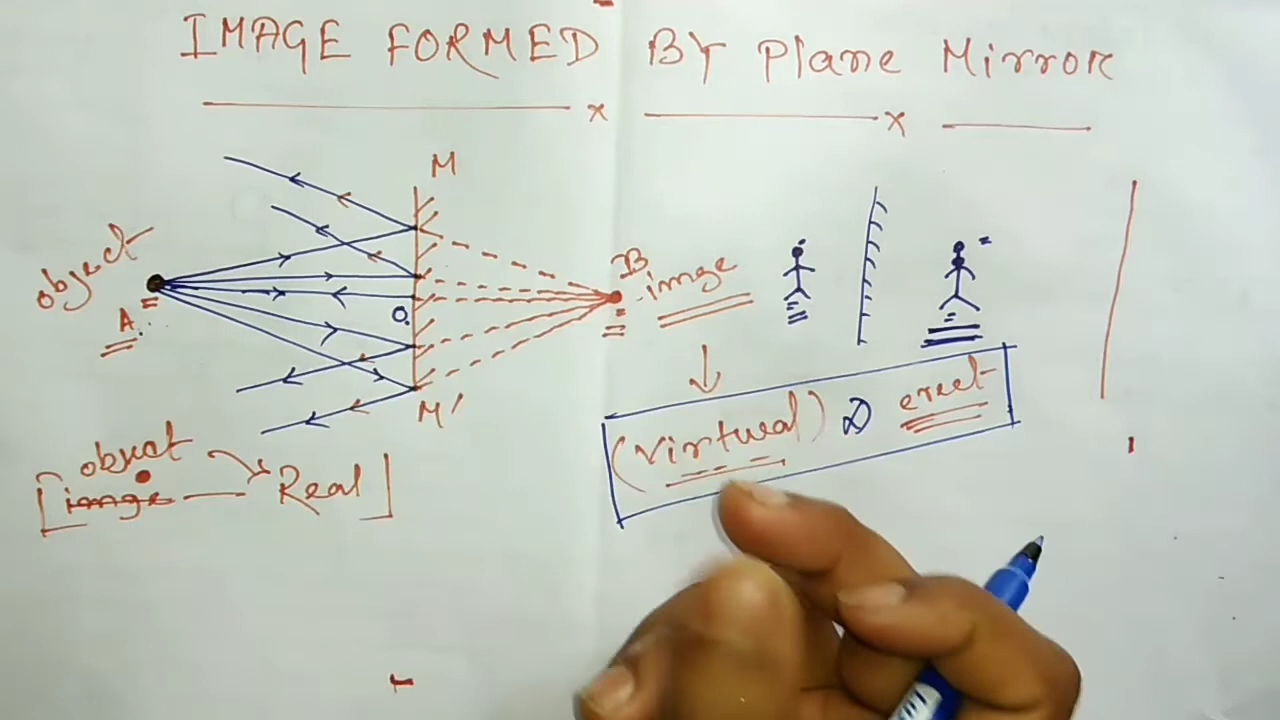 IMAGE FORMED BY Plane Mirror
x x
M
object
A
B
image
O
M'
(virtual) & erect
object
[image Real]